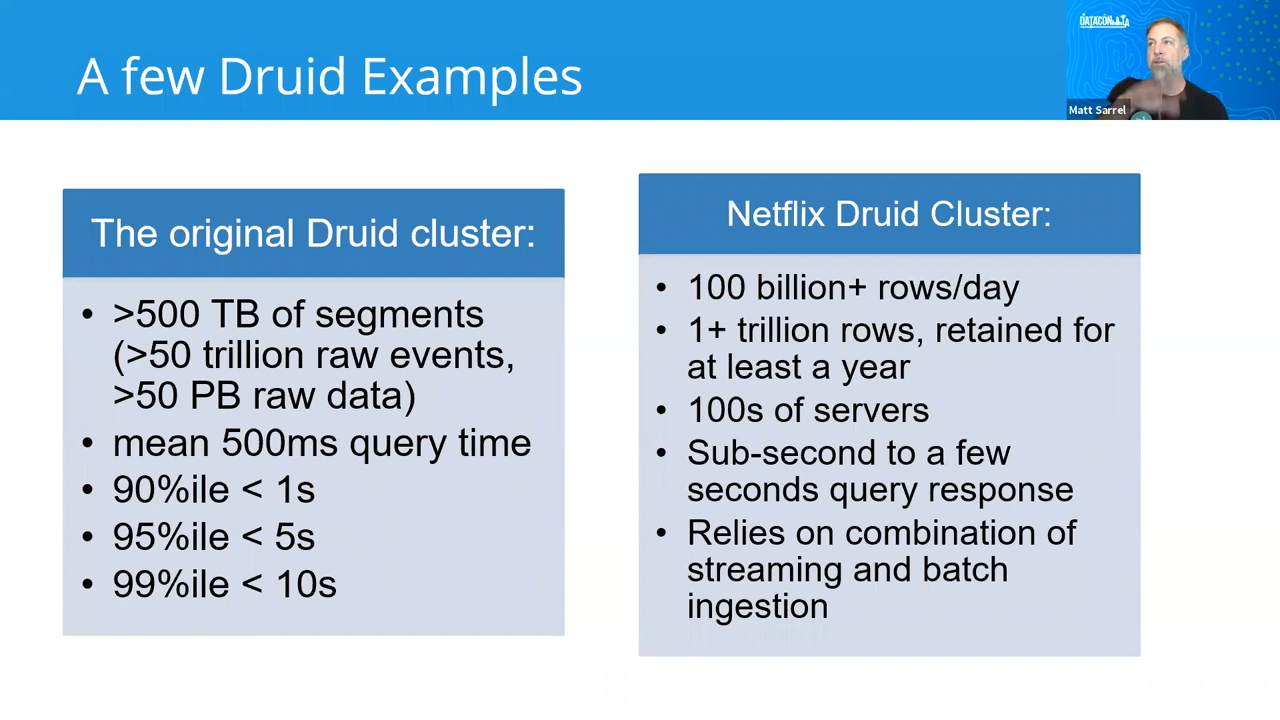 A few Druid Examples
DATACON LA
Matt Sarrel
The original Druid cluster:
• >500 TB of segments
(>50 trillion raw events,
>50 PB raw data)
• mean 500ms query time
• 90%ile < 1s
• 95%ile < 5s
• 99%ile < 10s
Netflix Druid Cluster:
• 100 billion+ rows/day
• 1+ trillion rows, retained for
at least a year
• 100s of servers
• Sub-second to a few
seconds query response
• Relies on combination of
streaming and batch
ingestion